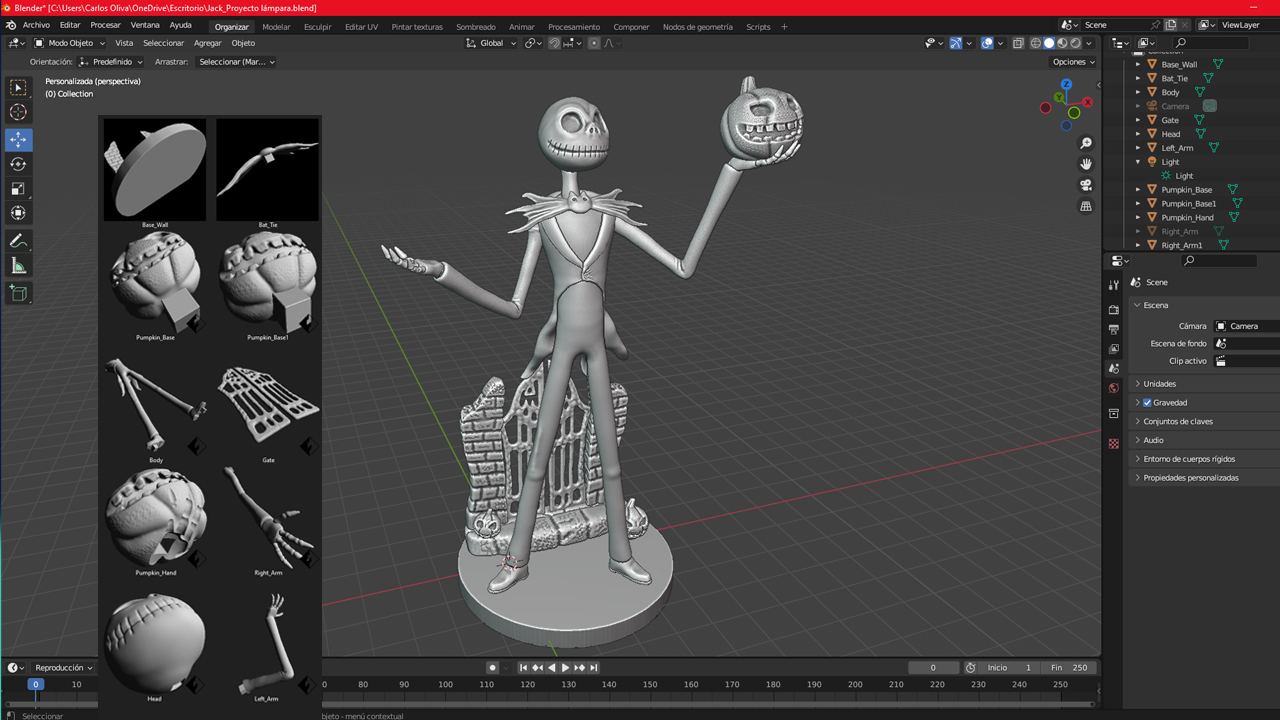 Blender* [C:\Users\Carlos Oliva\OneDrive\Escritorio\Jack_Proyecto lámpara.blend]
Archivo Editar Procesar Ventana Ayuda Organizar Modelar Esculpir Editar UV Pintar texturas Sombreado Animar Procesamiento Componer Nodos de geometría Scripts + Scene ViewLayer
Modo Objeto Vista Seleccionar Agregar Objeto Global
Orientación: Predefinido Arrastrar: Seleccionar (Mar... Opciones
Personalizada (perspectiva)
(0) Collection
Z
Y
X
Collection
Base_Wall
Bat_Tie
Body
Camera
Gate
Head
Left_Arm
Light
Light
Pumpkin_Base
Pumpkin_Base1
Pumpkin_Hand
Right_Arm
Right_Arm1
Base_Wall Bat_Tie
Pumpkin_Base Pumpkin_Base1
Body Gate
Pumpkin_Hand Right_Arm
Head Left_Arm
Scene
Escena
Cámara Camera
Escena de fondo
Clip activo
Unidades
Gravedad
Conjuntos de claves
Audio
Entorno de cuerpos rígidos
Propiedades personalizadas
Reproducción 0 Inicio 1 Fin 250
0 10 70 80 90 100 110 120 130 140 150 160 170 180 190 200 210 220 230 240 250
Seleccionar objeto - menú contextual